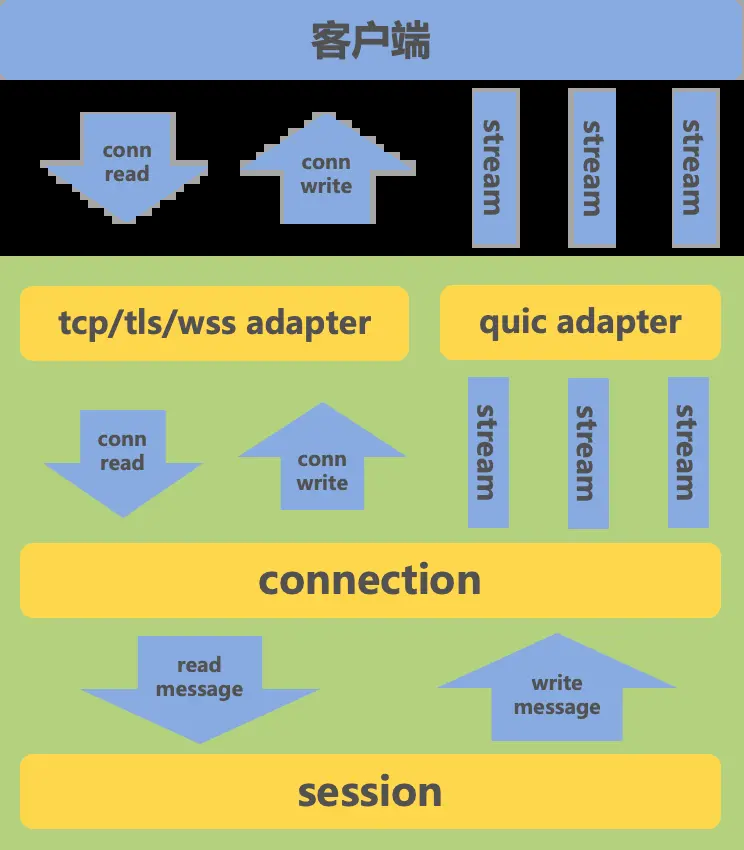 客户端
conn
read
conn
write
stream
stream
stream
tcp/tls/wss adapter
quic adapter
conn
read
conn
write
stream
stream
stream
connection
read
message
write
message
session